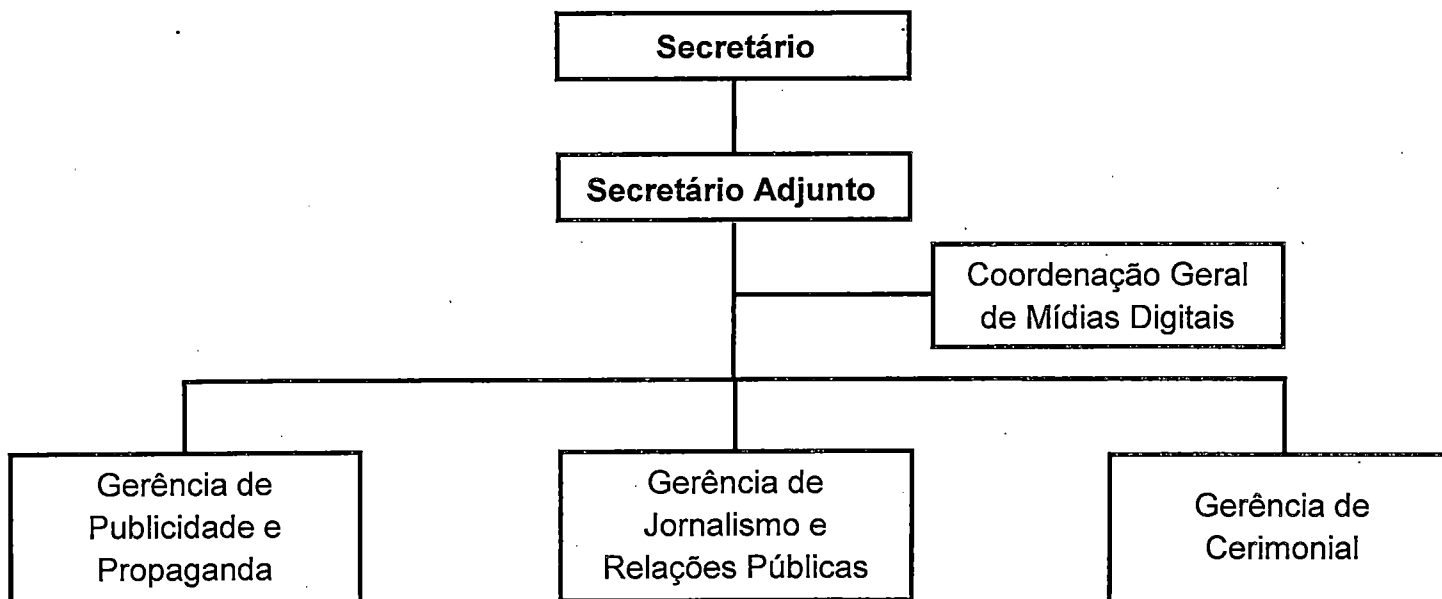 Secretário
Secretário Adjunto
Coordenação Geral
de Mídias Digitais
Gerência de
Publicidade e
Propaganda
Gerência de
Jornalismo e
Relações Públicas
Gerência de
Cerimonial